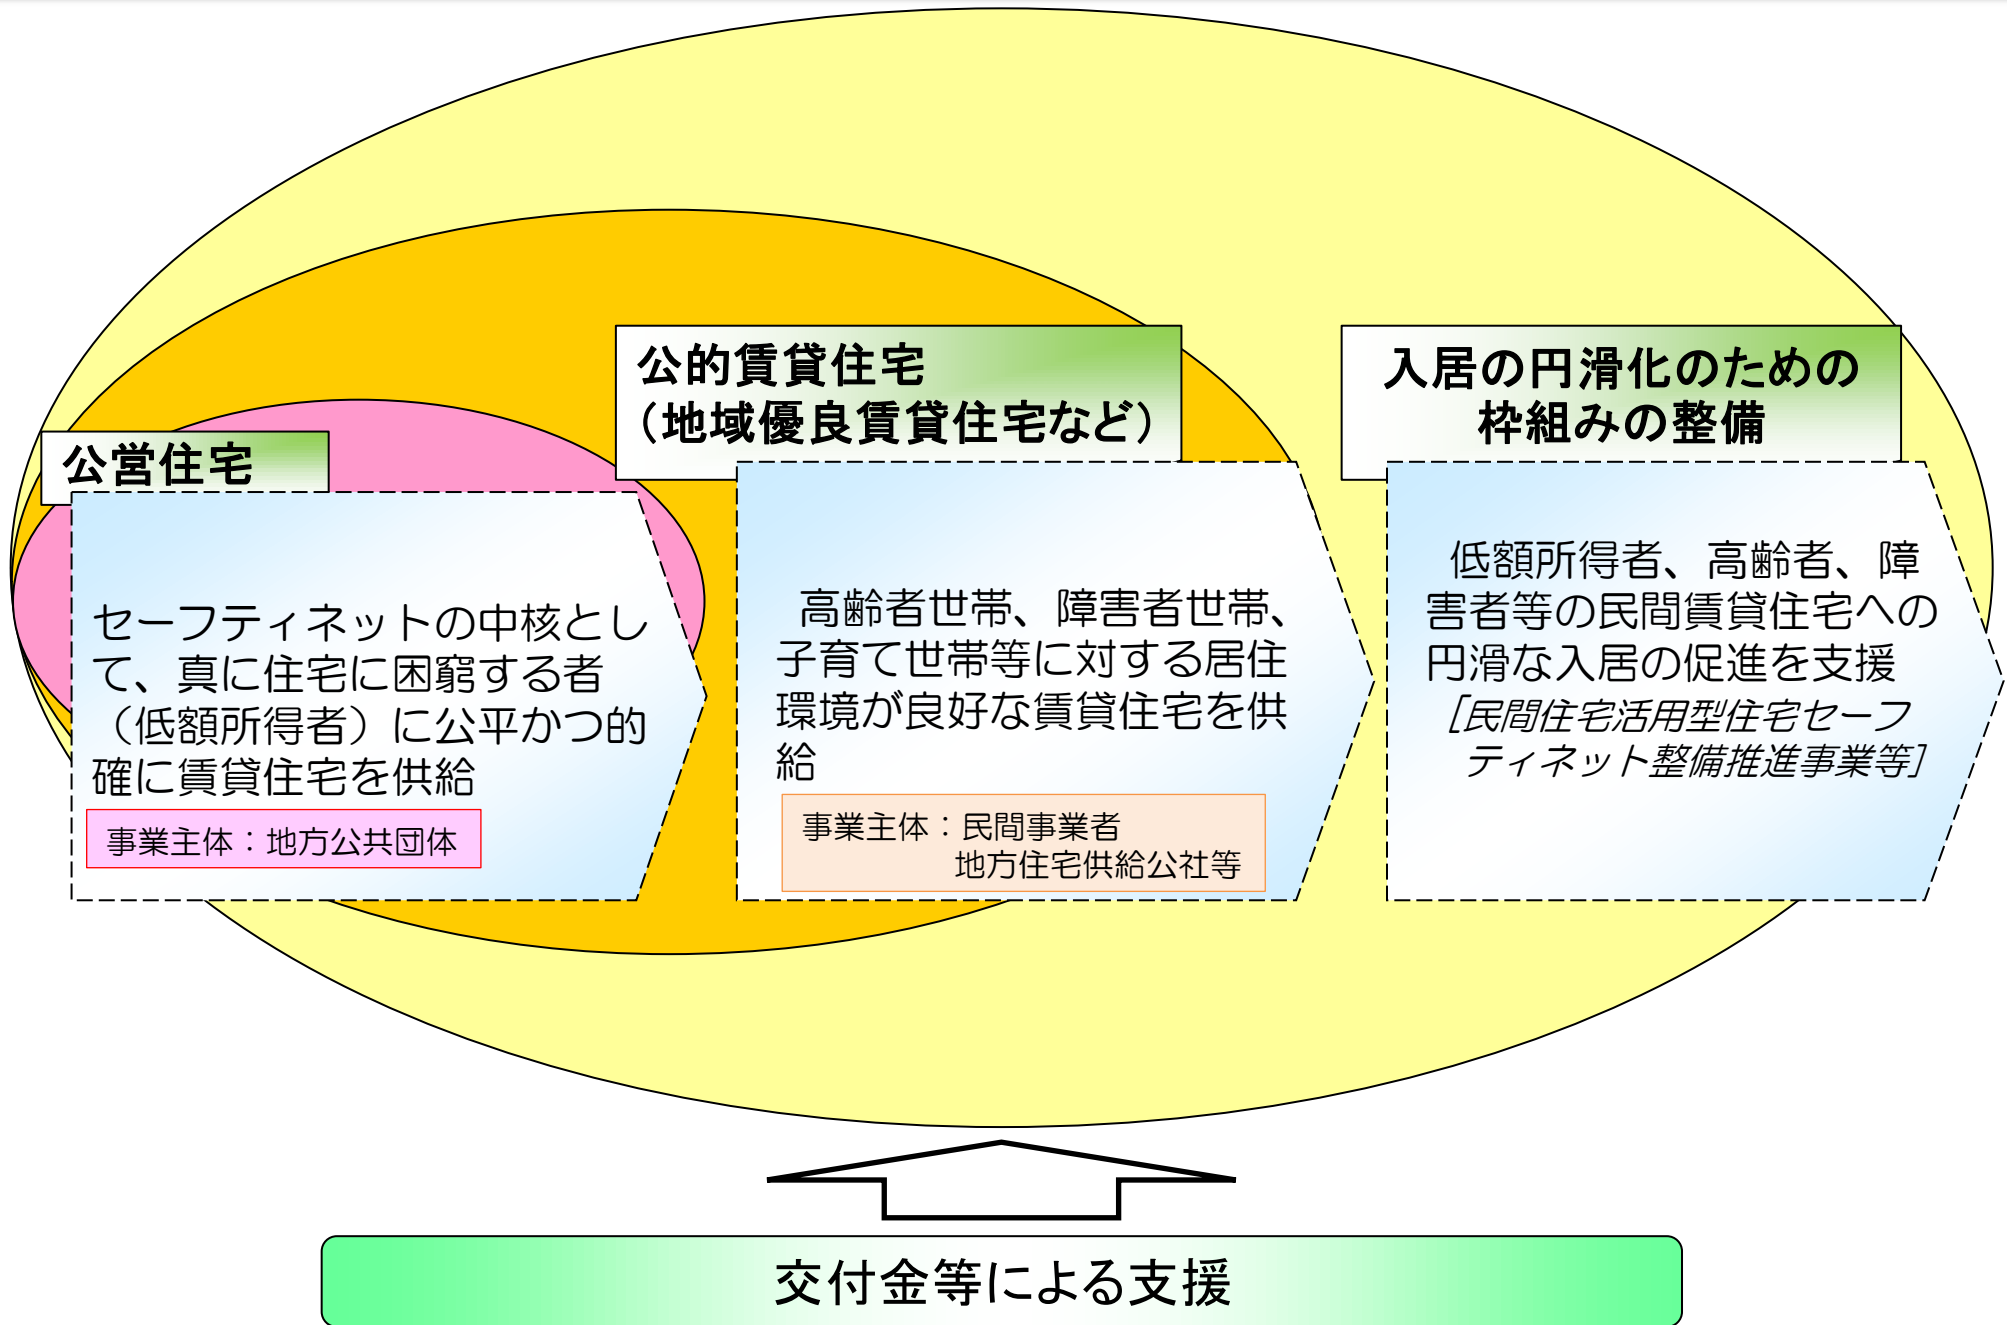 公営住宅
セーフティネットの中核とし
て、真に住宅に困窮する者
（低額所得者）に公平かつ的
確に賃貸住宅を供給
事業主体：地方公共団体
公的賃貸住宅
（地域優良賃貸住宅など）
高齢者世帯、障害者世帯、
子育て世帯等に対する居住
環境が良好な賃貸住宅を供
給
事業主体：民間事業者
地方住宅供給公社等
入居の円滑化のための
枠組みの整備
低額所得者、高齢者、障
害者等の民間賃貸住宅への
円滑な入居の促進を支援
［民間住宅活用型住宅セーフ
ティネット整備推進事業等］
交付金等による支援